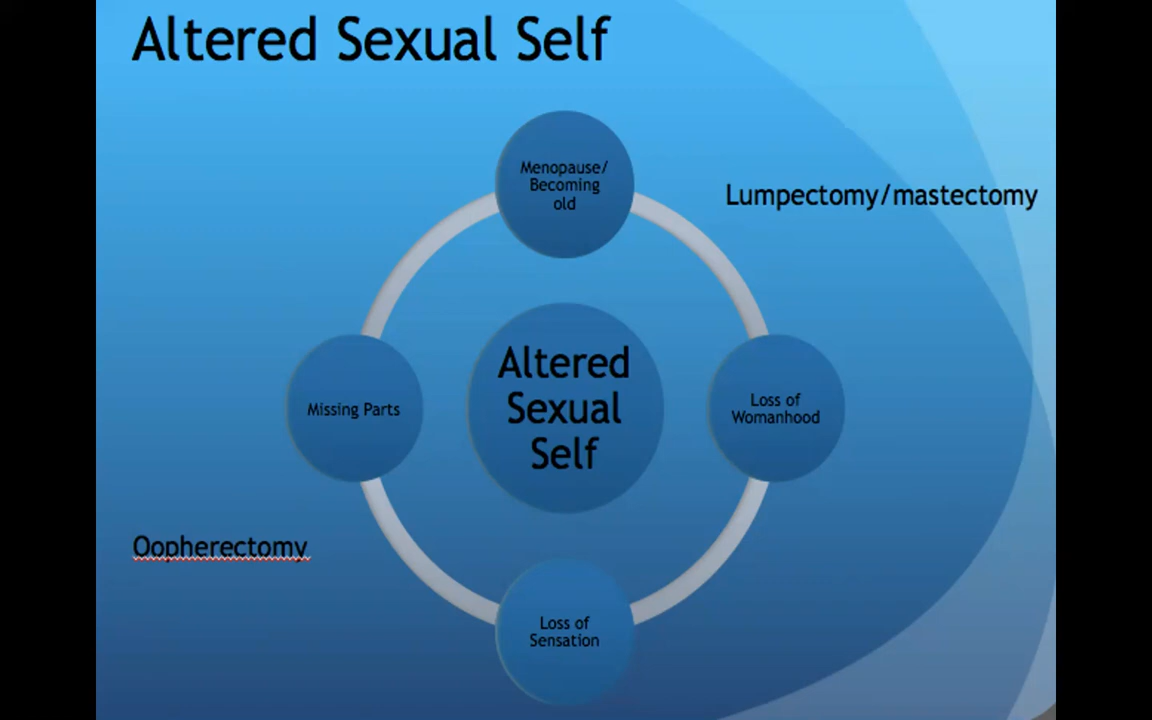 Altered Sexual Self
Menopause/
Becoming
old
Lumpectomy/mastectomy
Missing Parts
Altered
Sexual
Self
Loss of
Womanhood
Oopherectomy
Loss of
Sensation